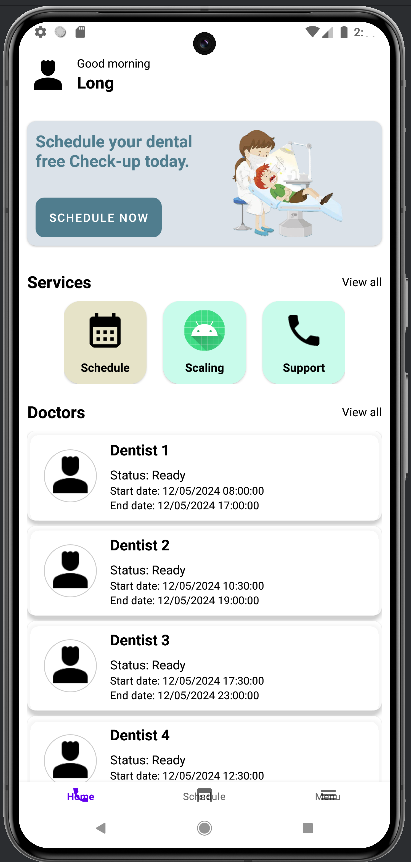 2:
Good morning
Long
Schedule your dental
free Check-up today.
SCHEDULE NOW
Services
View all
Schedule
Scaling
Support
Doctors
View all
Dentist 1
Status: Ready
Start date: 12/05/2024 08:00:00
End date: 12/05/2024 17:00:00
Dentist 2
Status: Ready
Start date: 12/05/2024 10:30:00
End date: 12/05/2024 19:00:00
Dentist 3
Status: Ready
Start date: 12/05/2024 17:30:00
End date: 12/05/2024 23:00:00
Dentist 4
Status: Ready
Start date: 12/05/2024 12:30:00
Home
Schedule
Menu